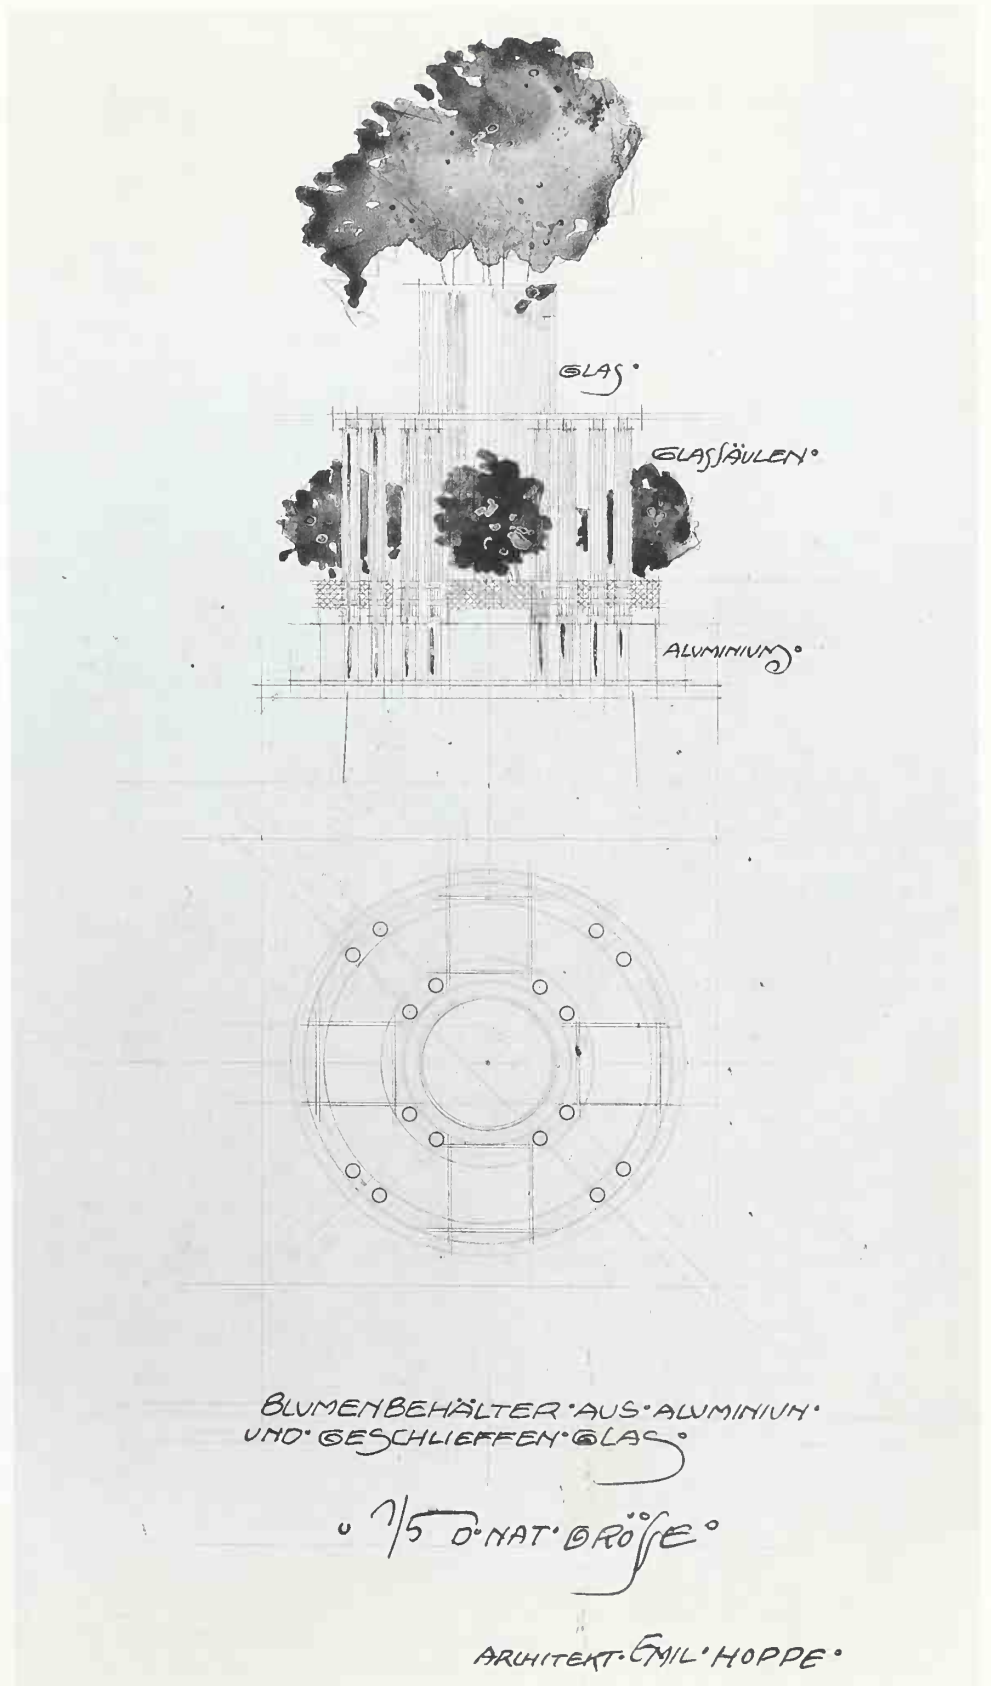 GLAS
GLASSÄULEN
ALUMINIUM
BLUMENBEHÄLTER·AUS·ALUMINIUM·
UND·GESCHLIEFFEN·GLAS·
1/5 D·NAT·GRÖSSE
ARCHITEKT·EMIL·HOPPE·